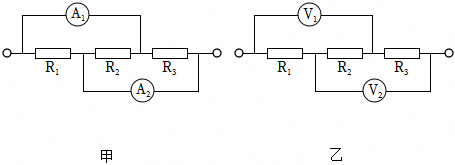 A₁ V₁
R₁ R₂ R₃ R₁ R₂ R₃
A₂ V₂
甲 乙